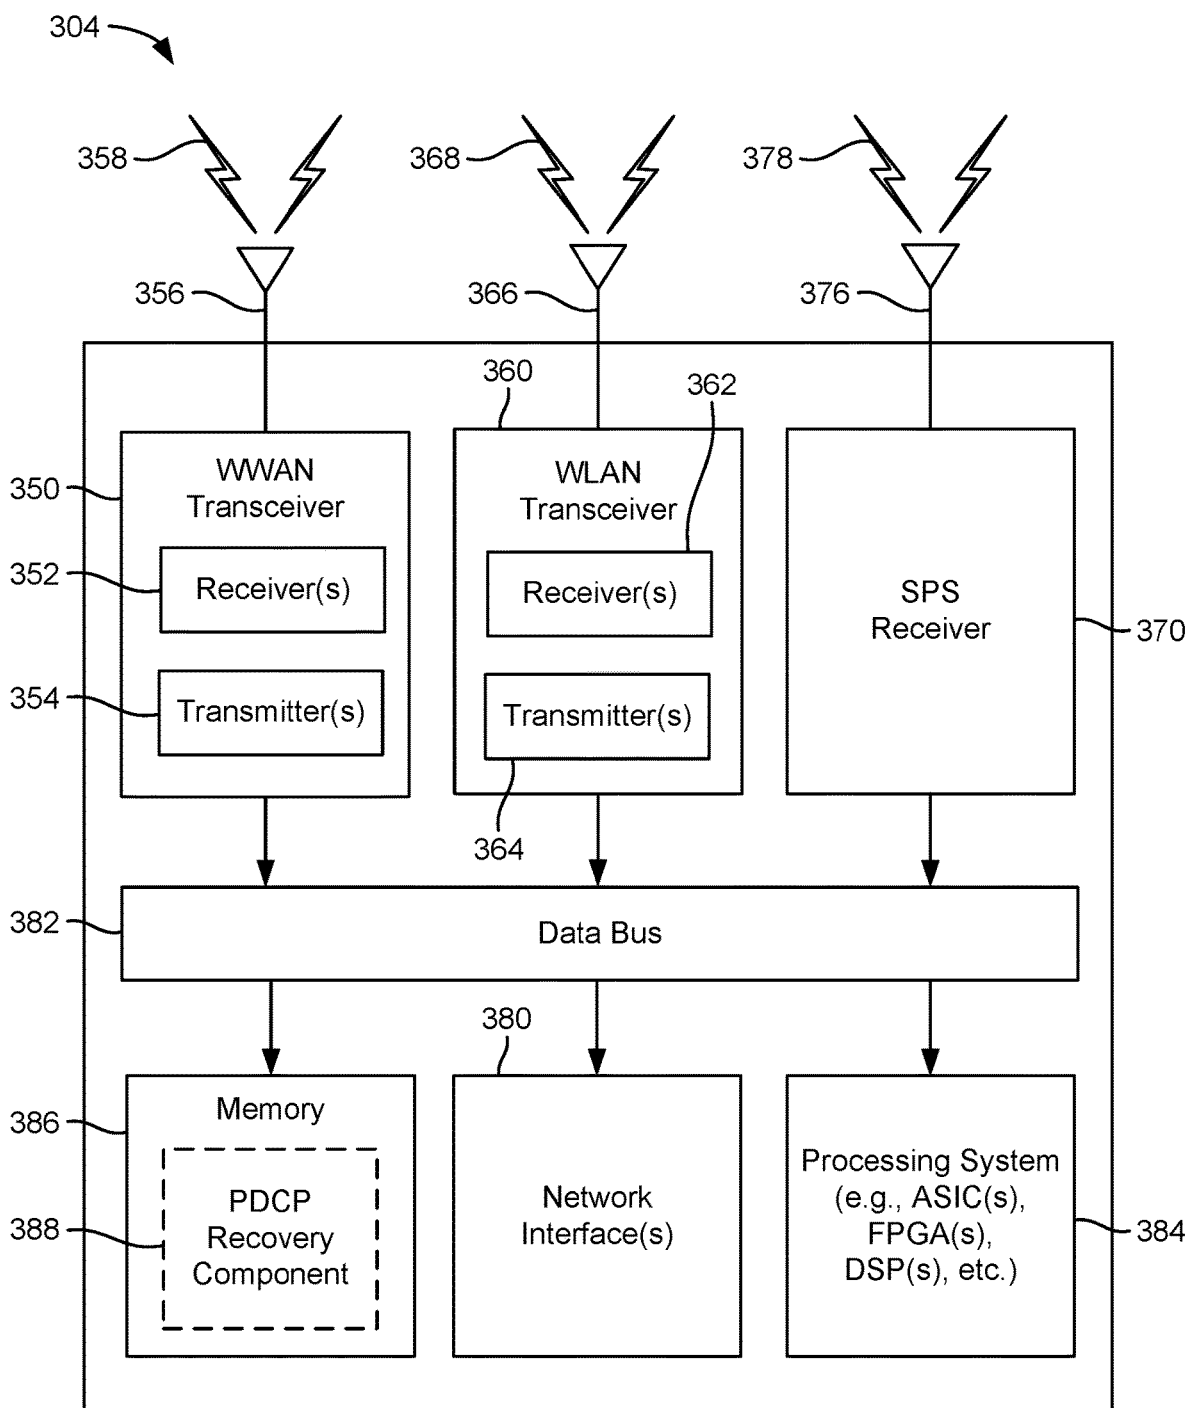 304
358
368
378
356
366
376
360
362
WWAN
Transceiver
WLAN
Transceiver
350
352
Receiver(s)
Receiver(s)
SPS
Receiver
370
354
Transmitter(s)
Transmitter(s)
364
382
Data Bus
380
386
Memory
388
PDCP
Recovery
Component
Network
Interface(s)
Processing System
(e.g., ASIC(s),
FPGA(s),
DSP(s), etc.)
384